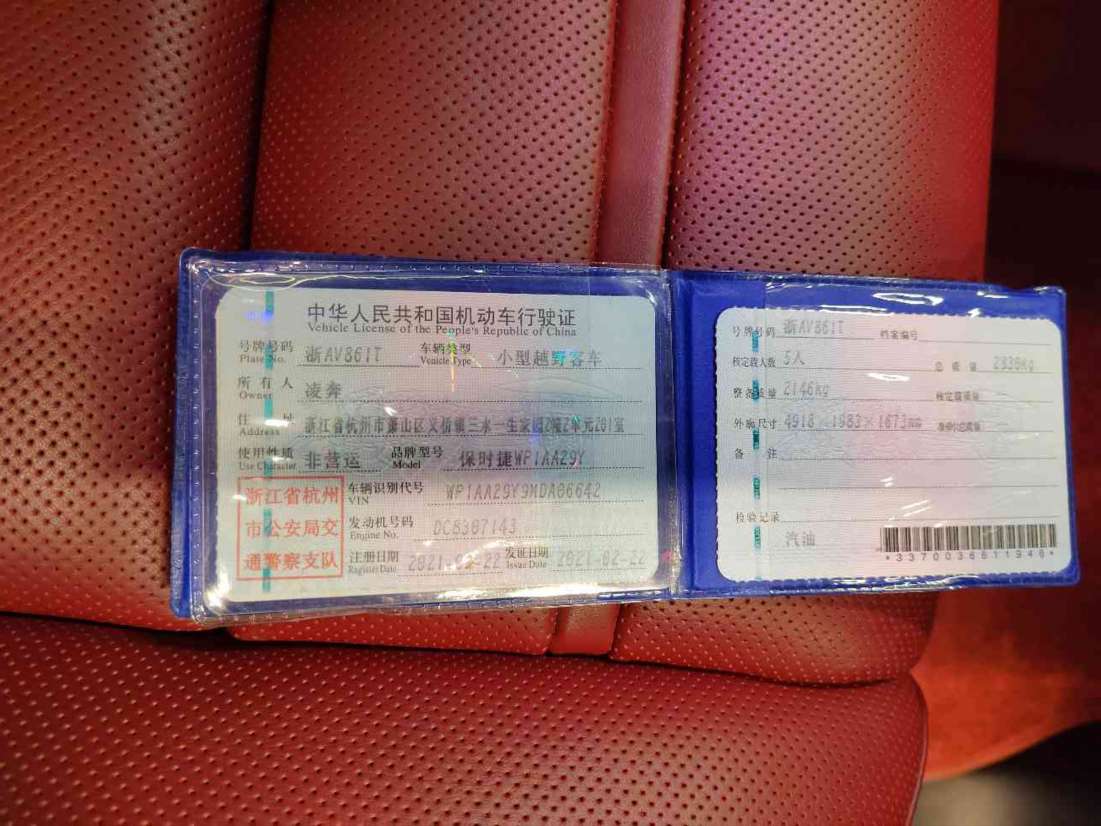 中华人民共和国机动车行驶证
Vehicle License of the People's Republic of China
号牌号码 浙AV861T 车辆类型 小型越野客车
Plate No. Vehicle Type
所有人 凌奔
Owner
住址 浙江省杭州市萧山区义桥镇三水一生家园2幢2单元201室
Address
使用性质 非营运 品牌型号 保时捷WP1AA29Y
Use Character Model
浙江省杭州
市公安局交
通警察支队
车辆识别代号 WP1AA29Y9MDA06642
VIN
发动机号码 DCB307143
Engine No.
注册日期 2021-02-22 发证日期 2021-02-22
Register Date Issue Date
号牌号码 浙AV861T 档案编号
核定载人数 5人 总质量 2830kg
整备质量 2146kg 核定载质量
外廓尺寸 4918×1983×1673mm 准牵引总质量
备注
检验记录
汽油
*3370036611946*